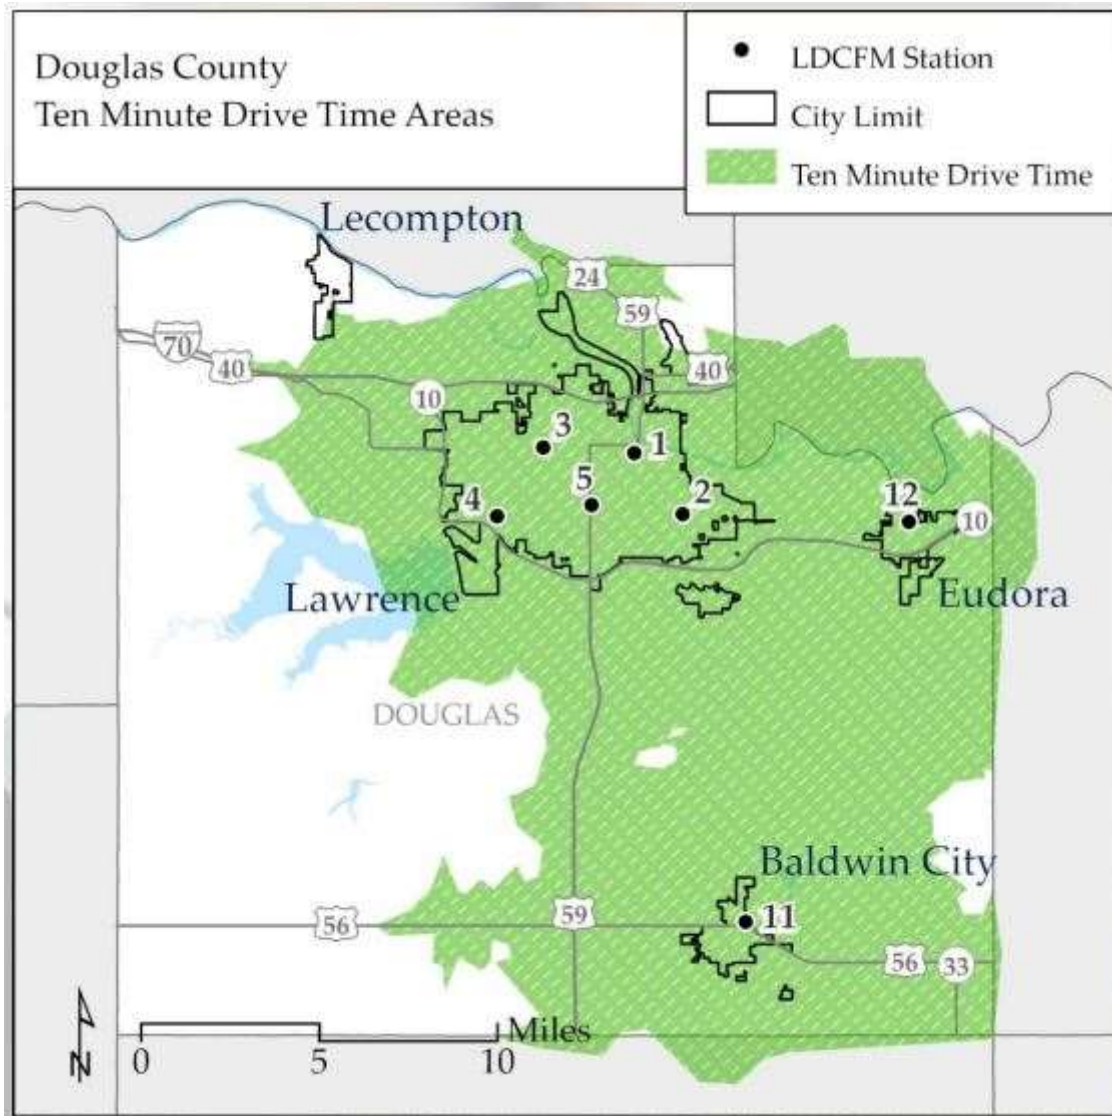 Douglas County
Ten Minute Drive Time Areas
LDCFM Station
City Limit
Ten Minute Drive Time
Lecompton
24
59
70
40
40
10
3
1
5
4
2
12
10
Lawrence
Eudora
DOUGLAS
Baldwin City
11
56
59
56
33
Miles
0 5 10
N